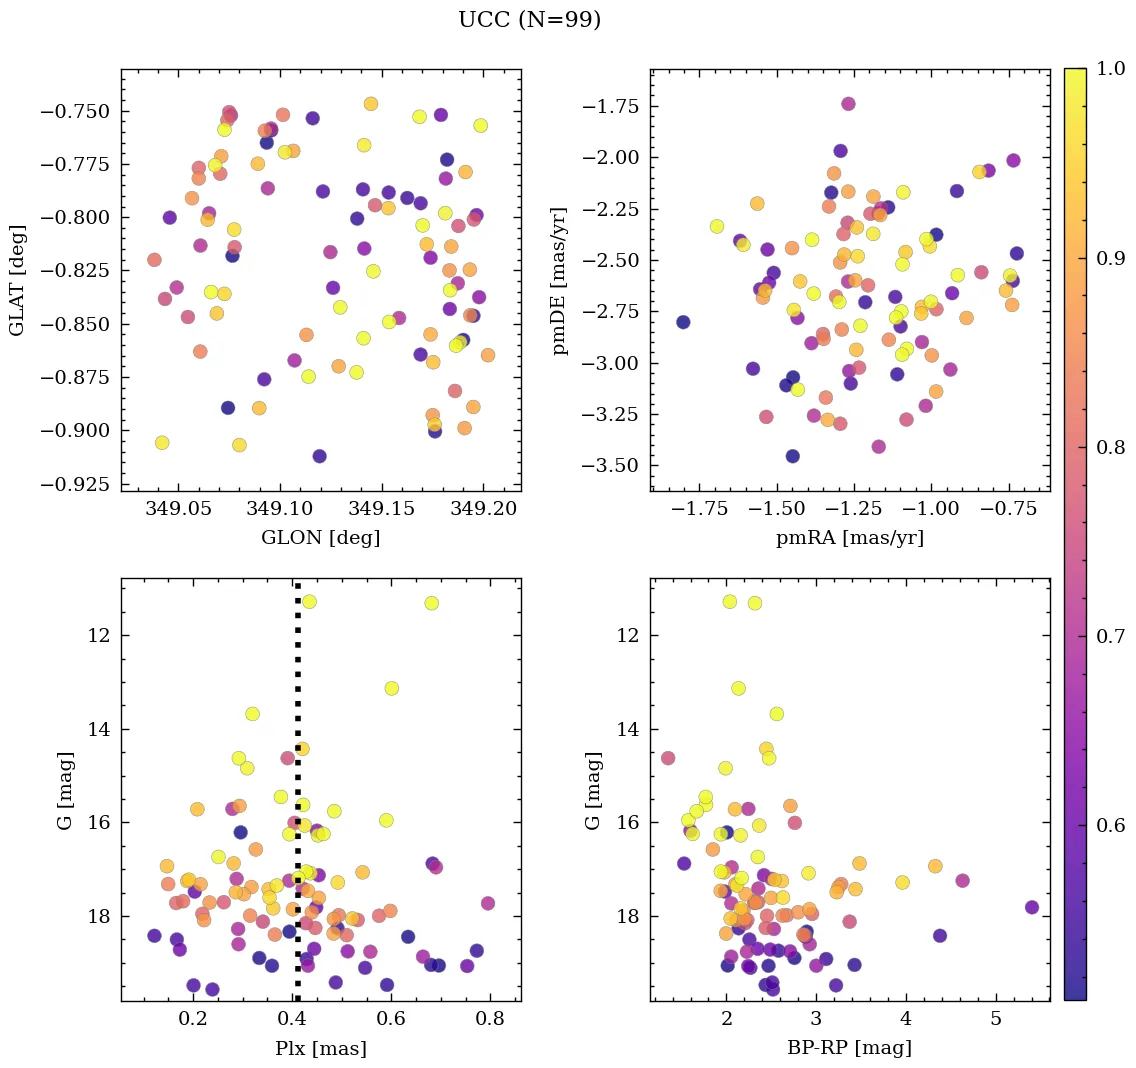 UCC (N=99)
−0.750
−0.775
−0.800
−0.825
−0.850
−0.875
−0.900
−0.925
GLAT [deg]
349.05 349.10 349.15 349.20
GLON [deg]
−1.75
−2.00
−2.25
−2.50
−2.75
−3.00
−3.25
−3.50
pmDE [mas/yr]
−1.75 −1.50 −1.25 −1.00 −0.75
pmRA [mas/yr]
12
14
16
18
G [mag]
0.2 0.4 0.6 0.8
Plx [mas]
12
14
16
18
G [mag]
2 3 4 5
BP-RP [mag]
1.0
0.9
0.8
0.7
0.6